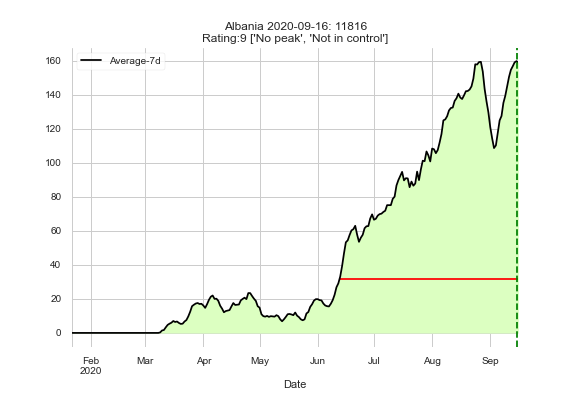 Albania 2020-09-16: 11816
Rating:9 ['No peak', 'Not in control']
Average-7d
160
140
120
100
80
60
40
20
0
Feb Mar Apr May Jun Jul Aug Sep
2020
Date